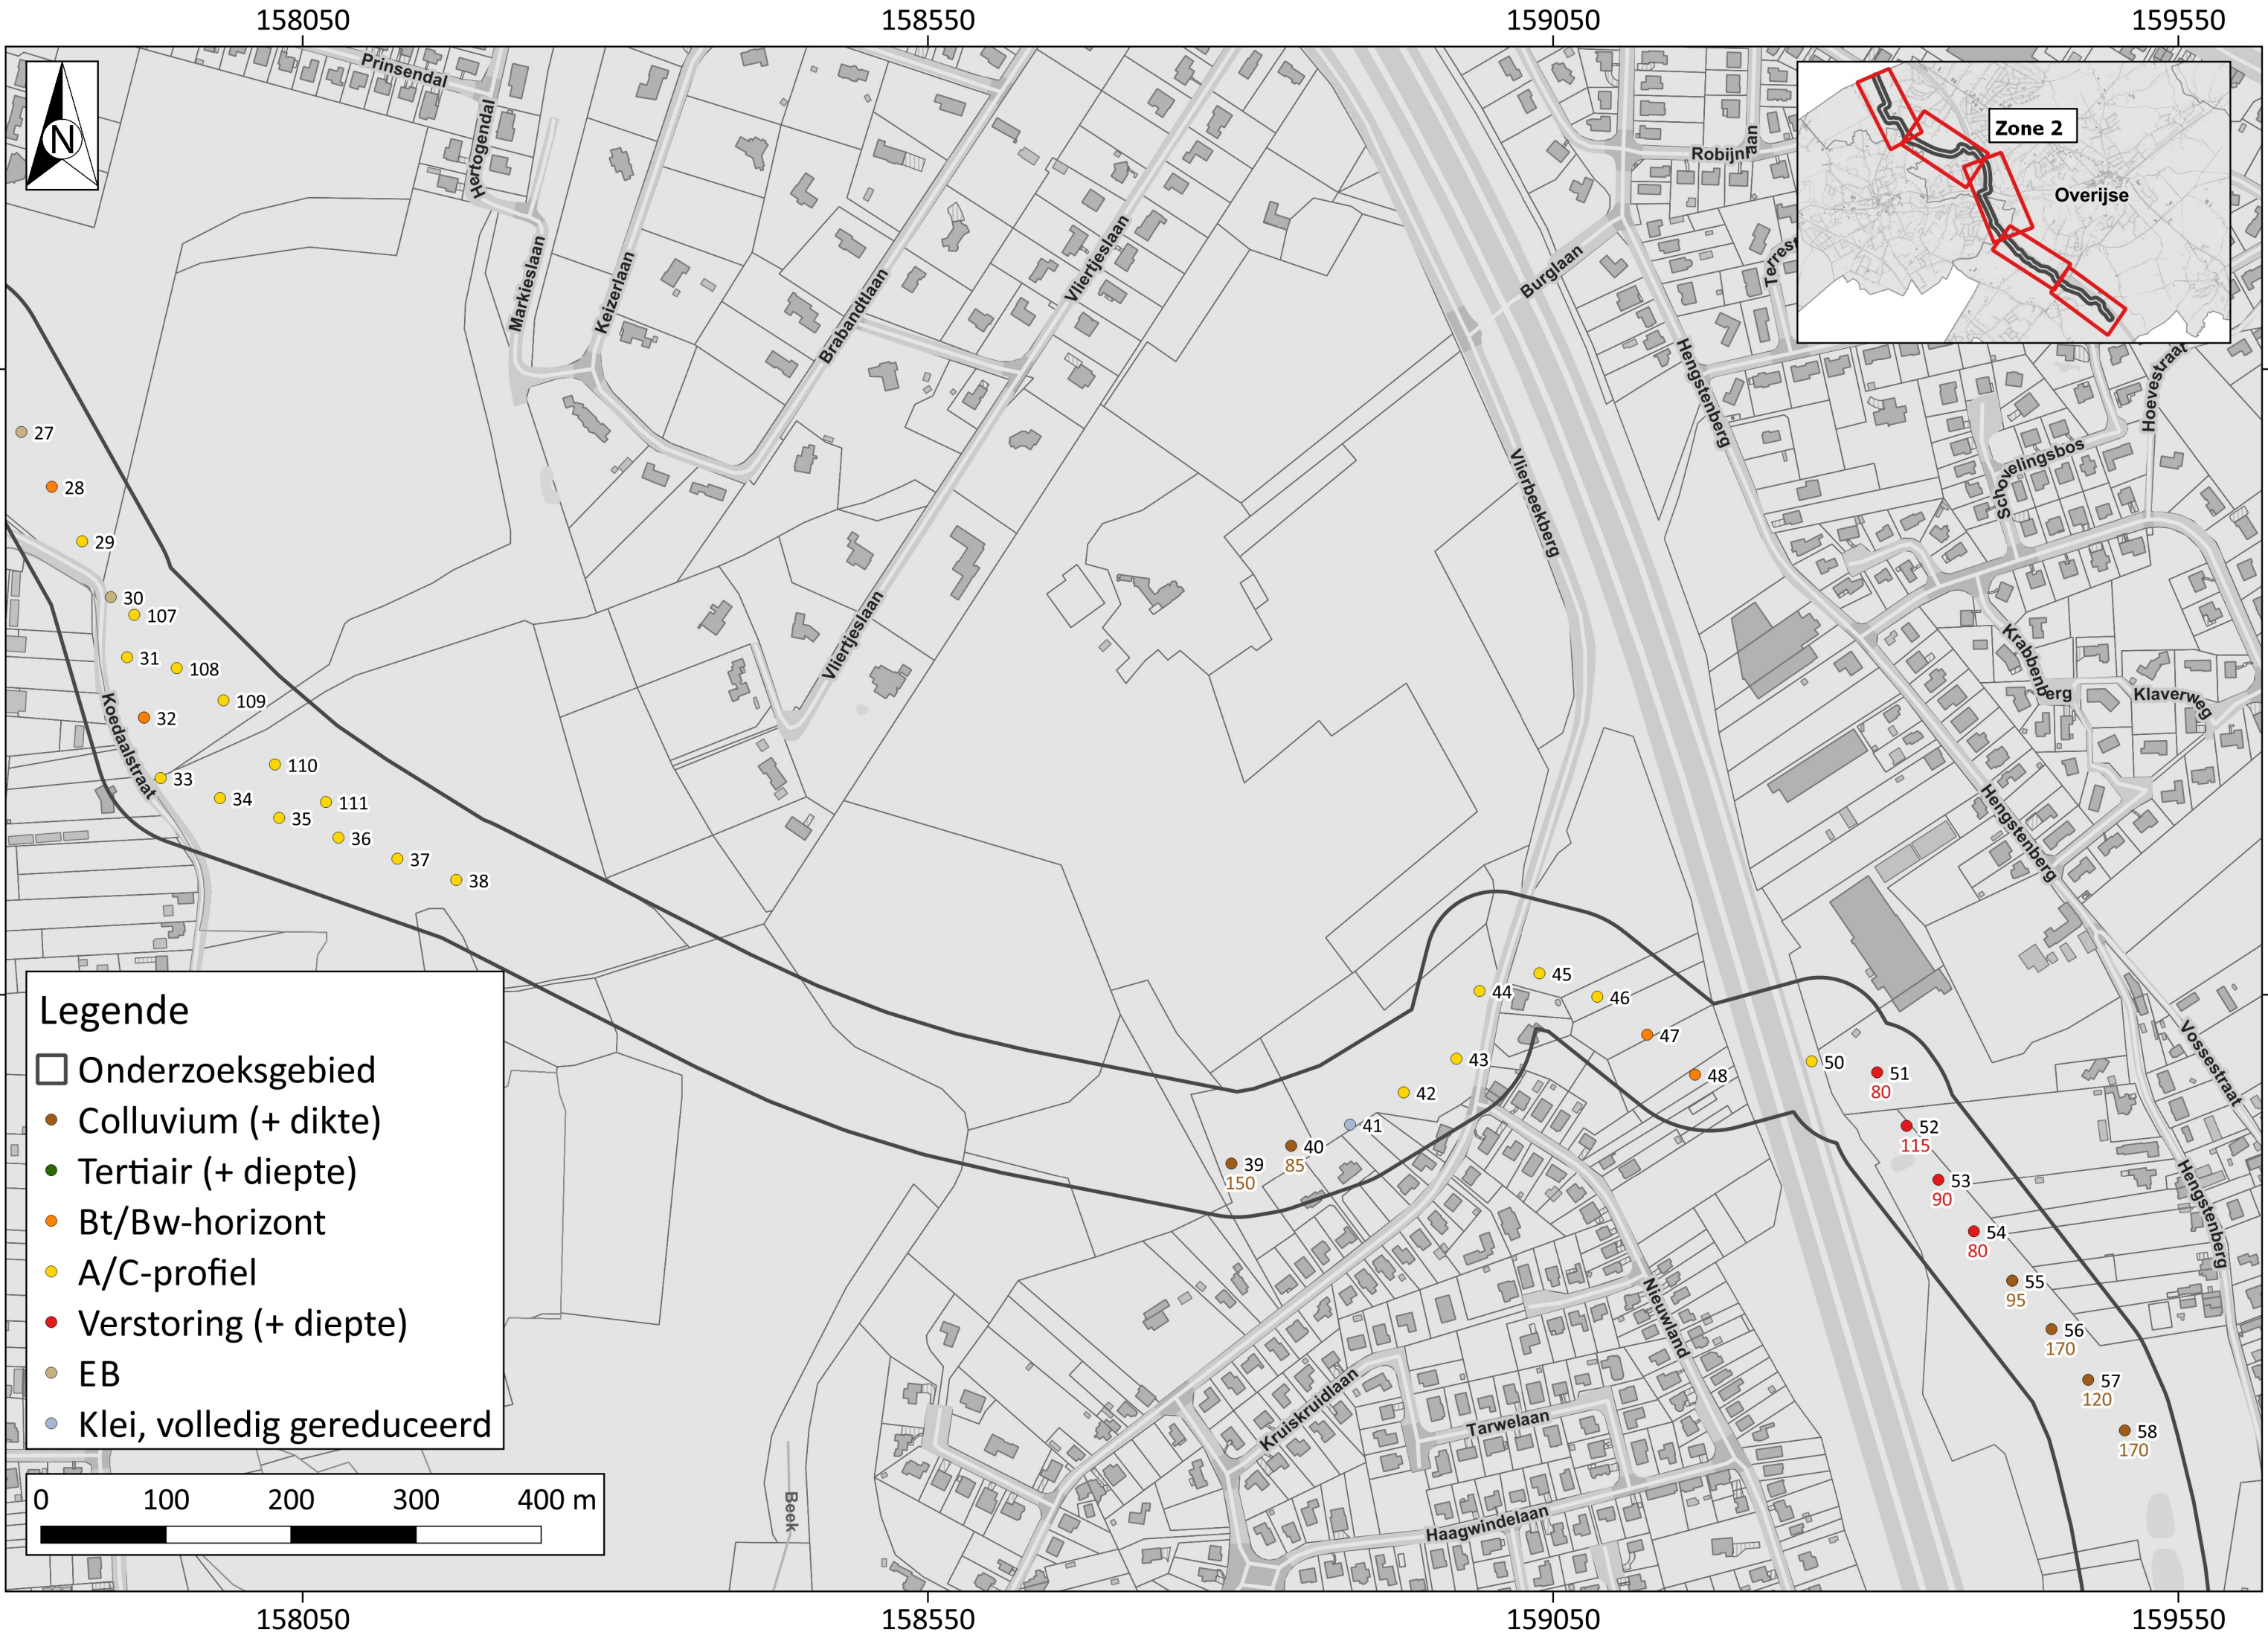 158050
158550
159050
159550
N
Prinsendal
Hertogendal
Markieslaan
Keizerlaan
Brabandtlaan
Vliertjeslaan
Vliertjeslaan
Burglaan
Robijnlaan
Hengstenberg
Vlierbeekberg
Zone 2
Overijse
Hoevestraat
Schovelingsbos
Krabbenberg
Klaverweg
Hengstenberg
Vossestraat
Hengstenberg
Koedaalstraat
Nieuwland
Kruiskruidlaan
Tarwelaan
Haagwindelaan
Beek
27
28
29
30
107
31
108
109
32
33
110
34
111
35
36
37
38
39
150
40
85
41
42
43
44
45
46
47
48
50
51
80
52
115
53
90
54
80
55
95
56
170
57
120
58
170
Legende
Onderzoeksgebied
Colluvium (+ dikte)
Tertiair (+ diepte)
Bt/Bw-horizont
A/C-profiel
Verstoring (+ diepte)
EB
Klei, volledig gereduceerd
0 100 200 300 400 m
158050
158550
159050
159550